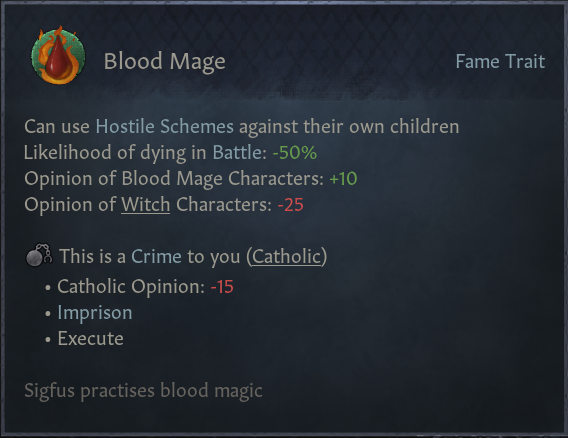 Blood Mage
Fame Trait
Can use Hostile Schemes against their own children
Likelihood of dying in Battle: -50%
Opinion of Blood Mage Characters: +10
Opinion of Witch Characters: -25
This is a Crime to you (Catholic)
• Catholic Opinion: -15
• Imprison
• Execute
Sigfus practises blood magic